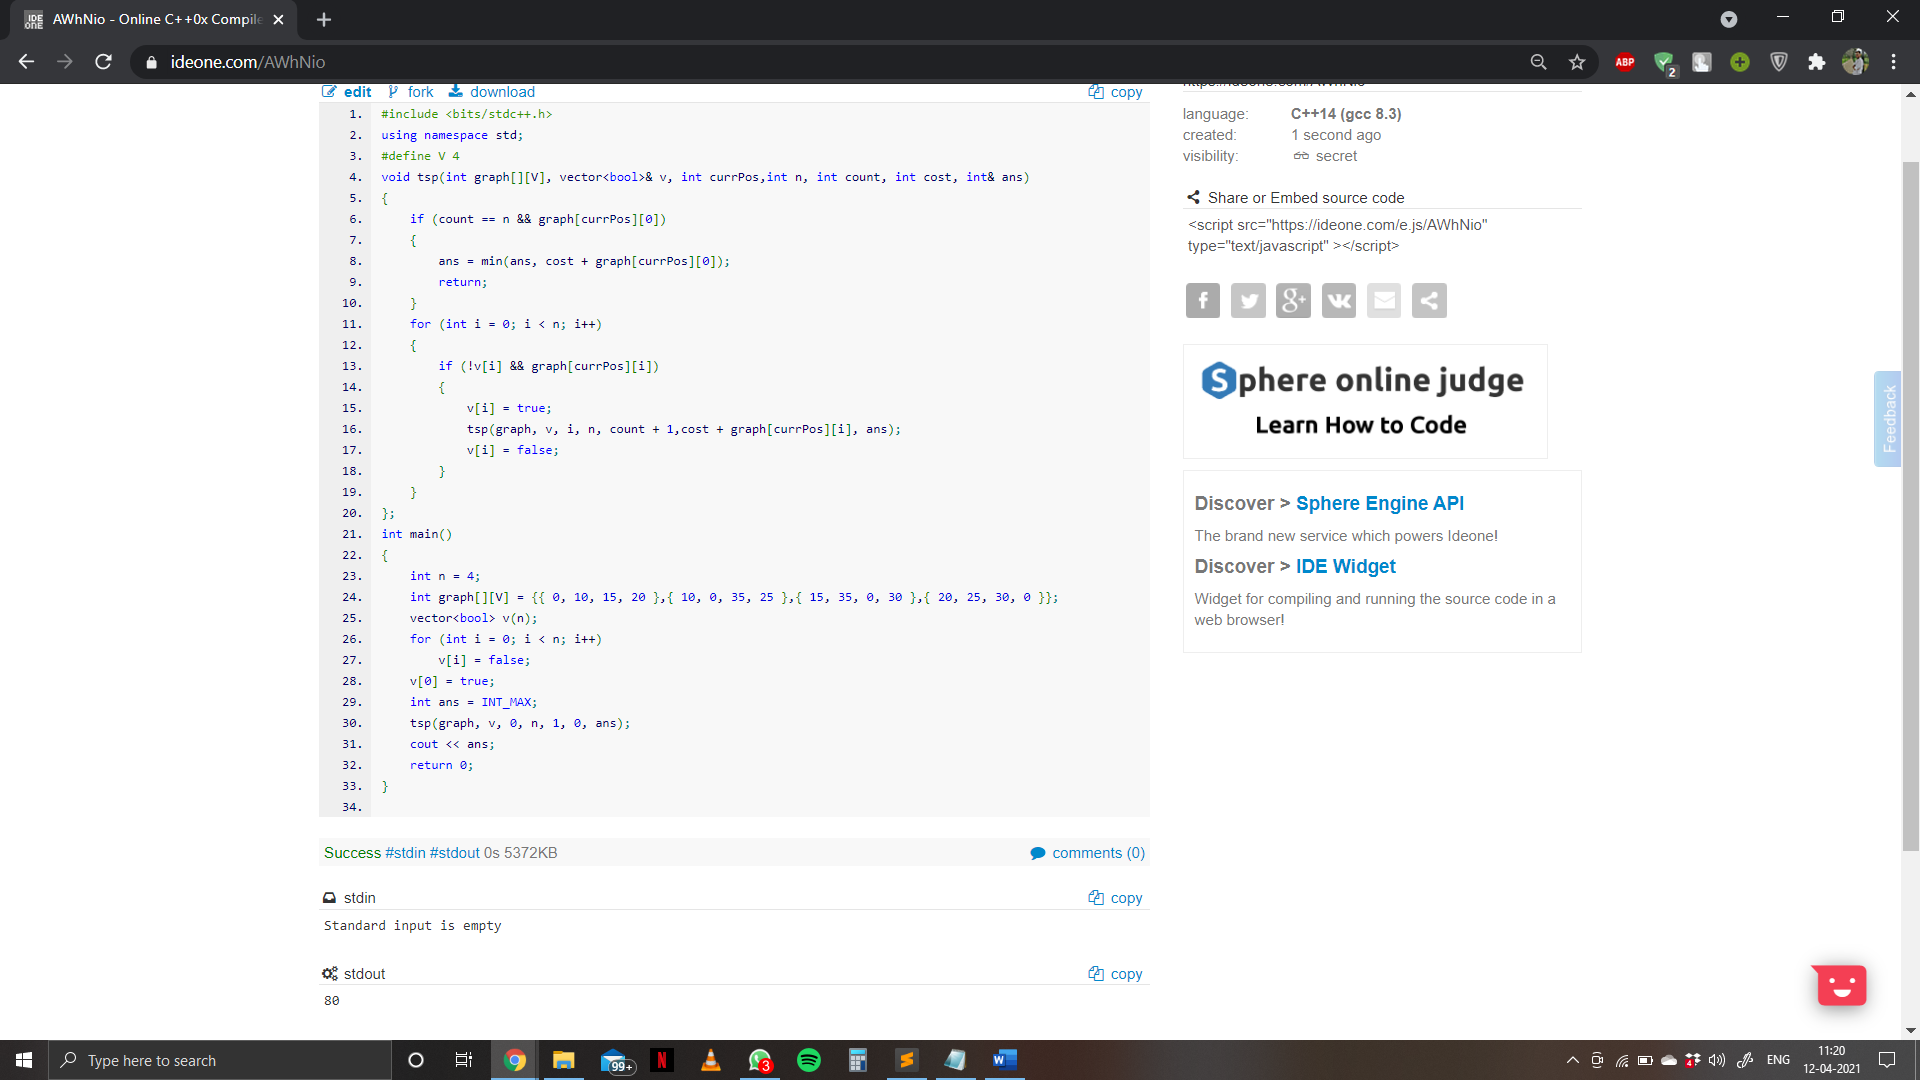 AWhNio - Online C++0x Compile
ideone.com/AWhNio
ABP
2
edit fork download copy
1. #include <bits/stdc++.h>
2. using namespace std;
3. #define V 4
4. void tsp(int graph[][V], vector<bool>& v, int currPos,int n, int count, int cost, int& ans)
5. {
6. if (count == n && graph[currPos][0])
7. {
8. ans = min(ans, cost + graph[currPos][0]);
9. return;
10. }
11. for (int i = 0; i < n; i++)
12. {
13. if (!v[i] && graph[currPos][i])
14. {
15. v[i] = true;
16. tsp(graph, v, i, n, count + 1,cost + graph[currPos][i], ans);
17. v[i] = false;
18. }
19. }
20. };
21. int main()
22. {
23. int n = 4;
24. int graph[][V] = {{ 0, 10, 15, 20 },{ 10, 0, 35, 25 },{ 15, 35, 0, 30 },{ 20, 25, 30, 0 }};
25. vector<bool> v(n);
26. for (int i = 0; i < n; i++)
27. v[i] = false;
28. v[0] = true;
29. int ans = INT_MAX;
30. tsp(graph, v, 0, n, 1, 0, ans);
31. cout << ans;
32. return 0;
33. }
34.
Success #stdin #stdout 0s 5372KB
comments (0)
stdin
copy
Standard input is empty
stdout
copy
80
language: C++14 (gcc 8.3)
created: 1 second ago
visibility: secret
Share or Embed source code
<script src="https://ideone.com/e.js/AWhNio"
type="text/javascript" ></script>
Sphere online judge
Learn How to Code
Discover > Sphere Engine API
The brand new service which powers Ideone!
Discover > IDE Widget
Widget for compiling and running the source code in a
web browser!
Feedback
Type here to search
99+
3
ENG
11:20
12-04-2021